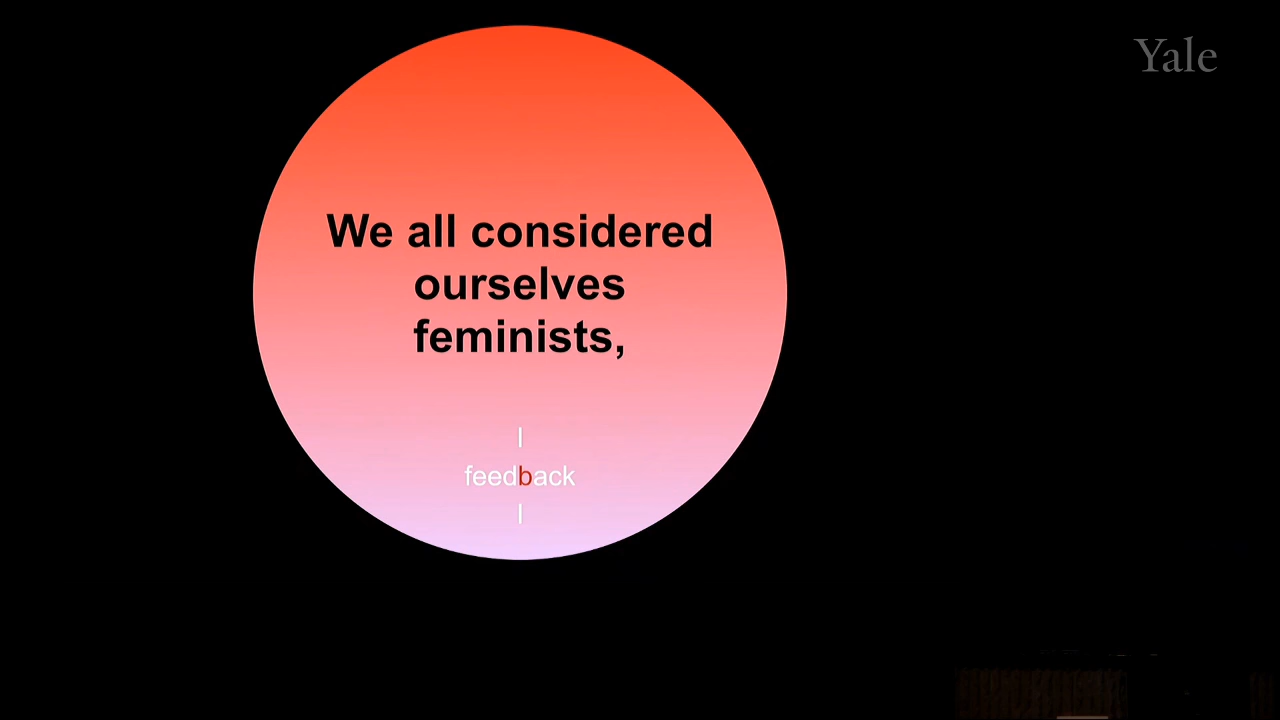 Yale
We all considered
ourselves
feminists,
|
feedback
|